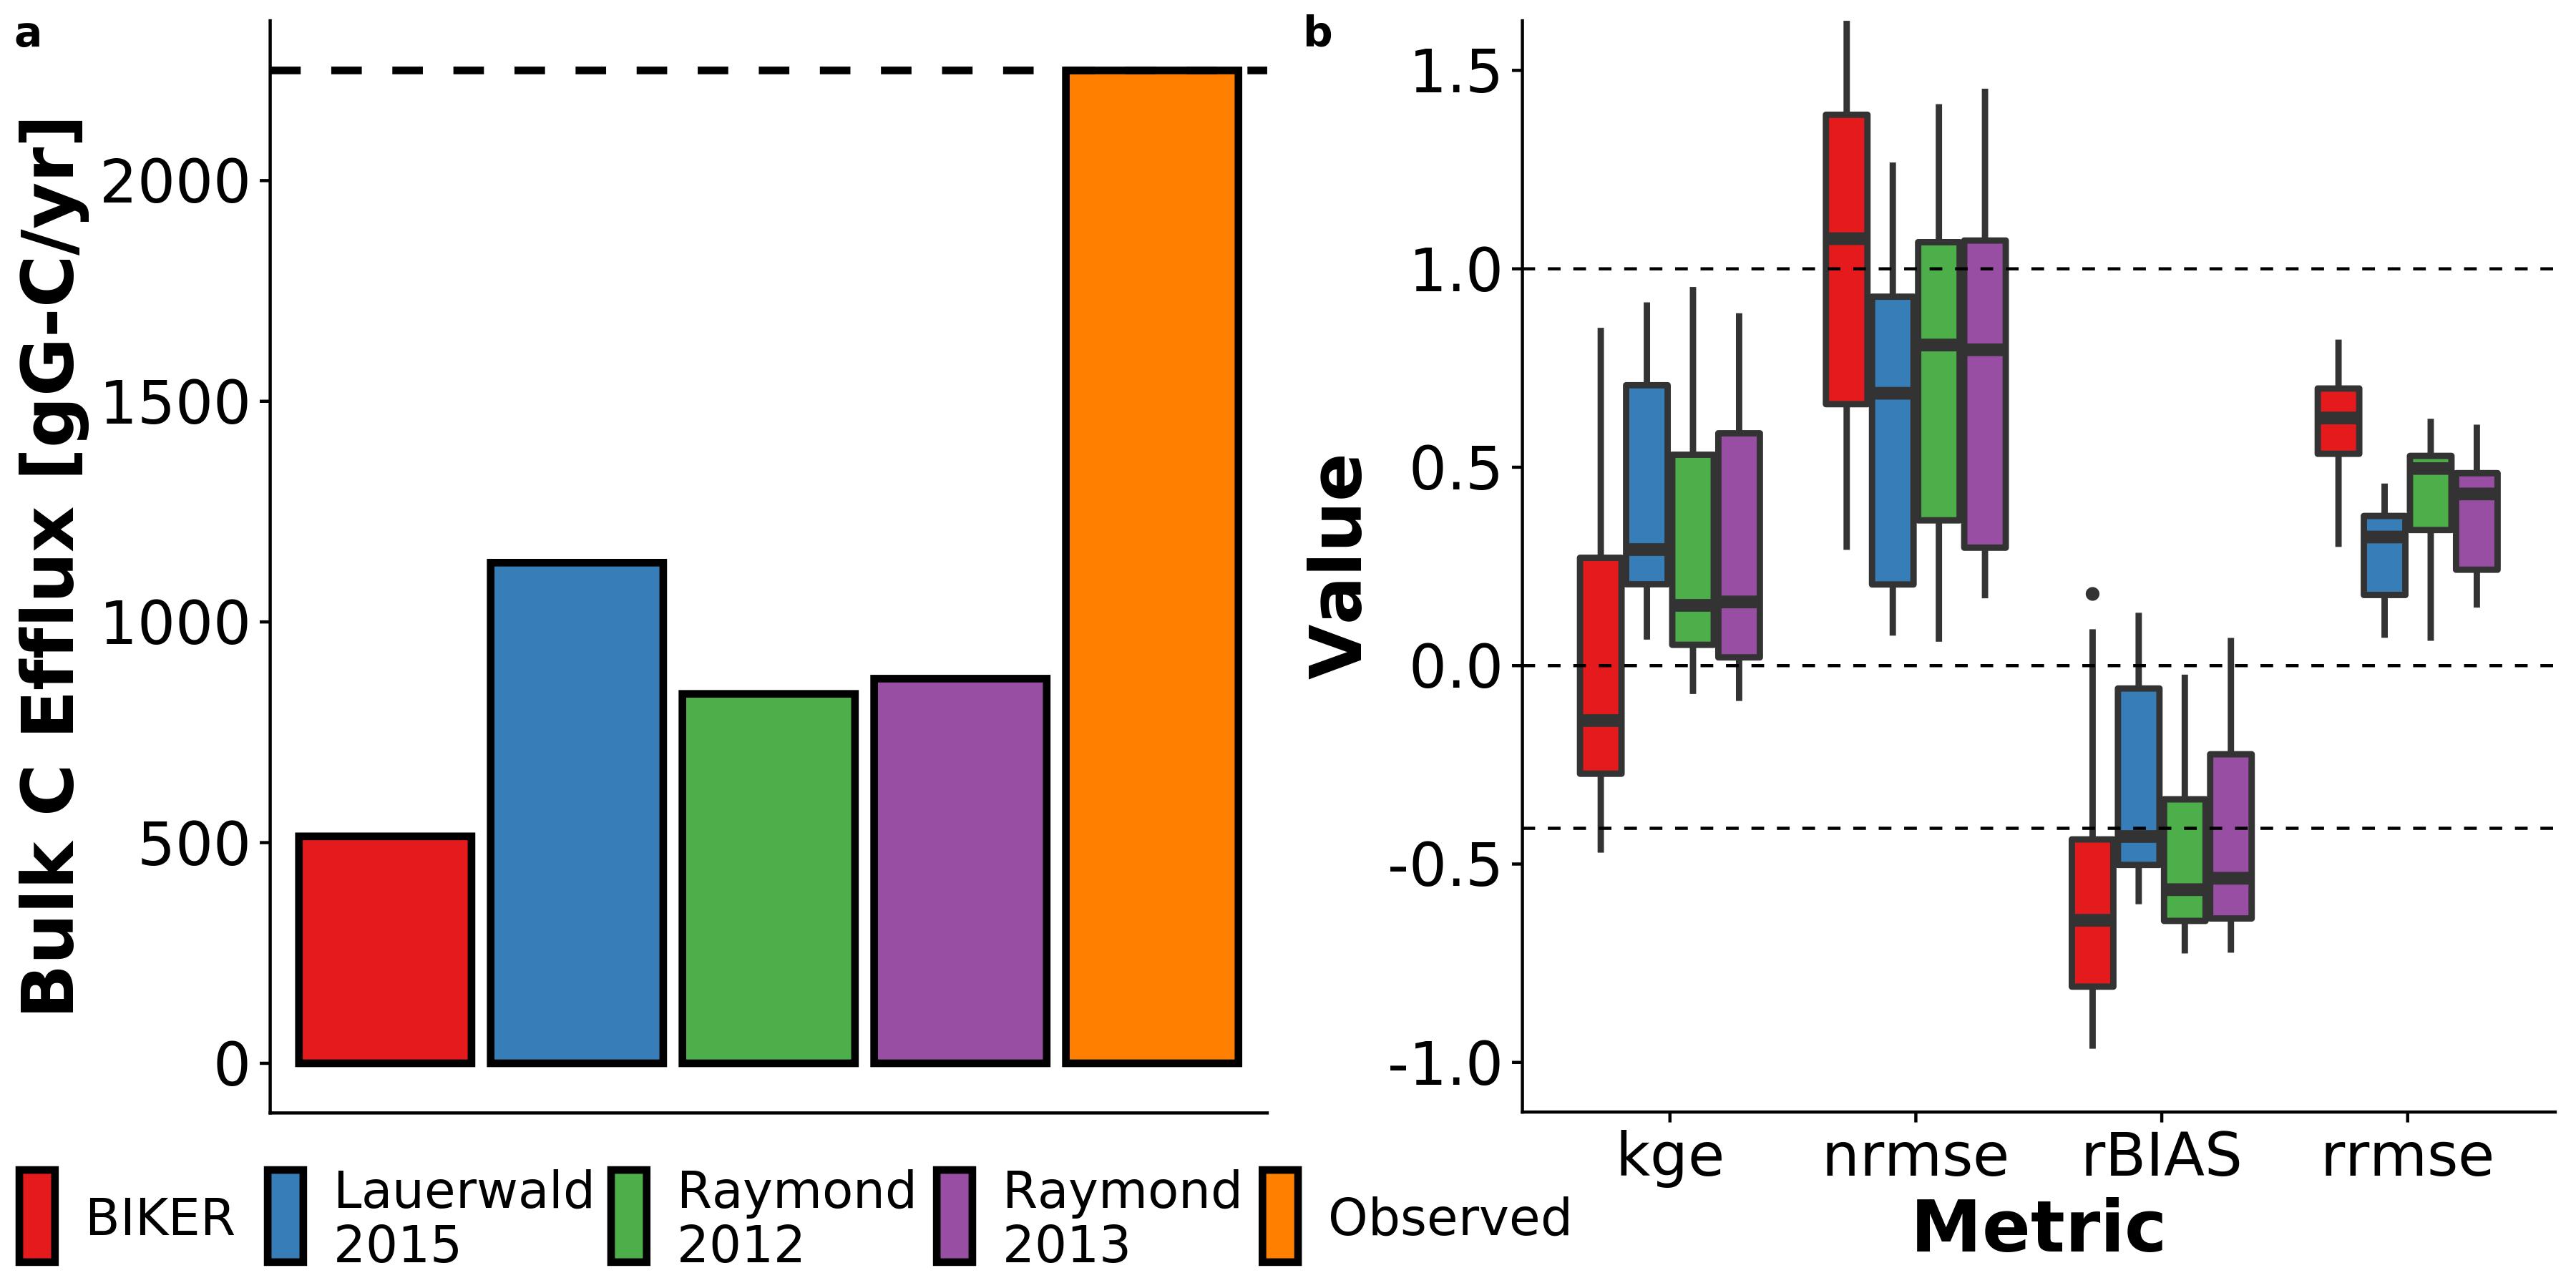 a
Bulk C Efflux [gG-C/yr]
2000
1500
1000
500
0
b
Value
1.5
1.0
0.5
0.0
-0.5
-1.0
kge nrmse rBIAS rrmse
Metric
BIKER
Lauerwald
2015
Raymond
2012
Raymond
2013
Observed